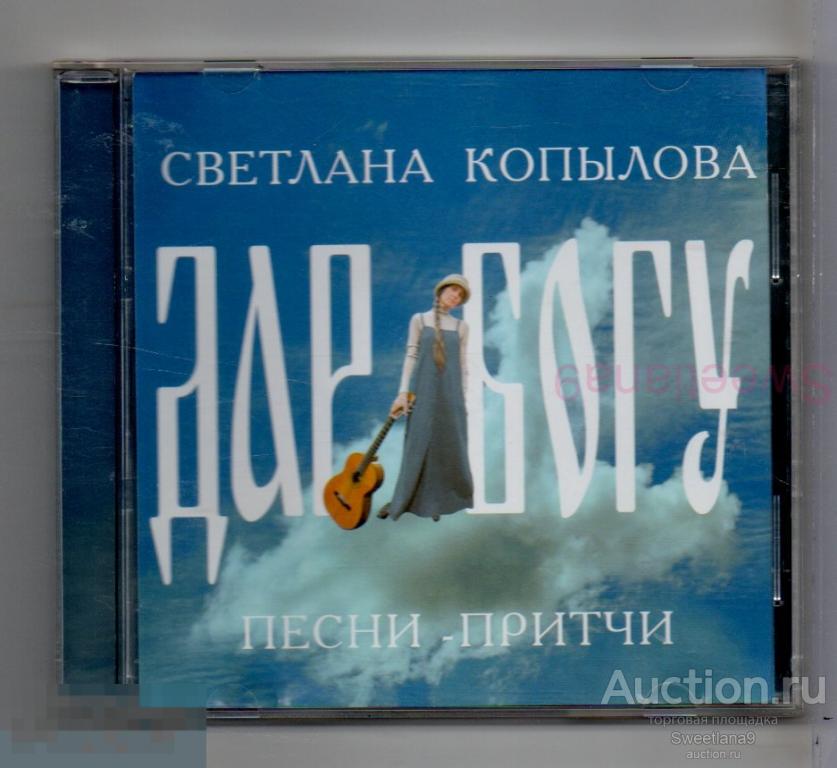 СВЕТЛАНА КОПЫЛОВА
ДАР БОГУ
Sweetlana9
ПЕСНИ - ПРИТЧИ
Auction.ru
торговая площадка
Sweetlana9
auction.ru